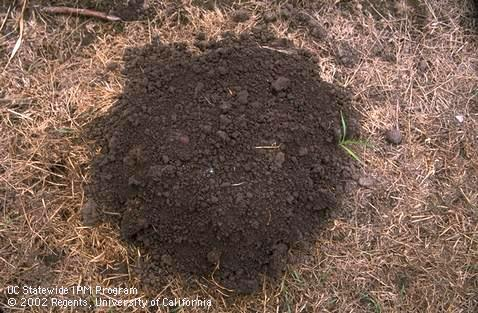 UC Statewide IPM Program
© 2002 Regents, University of California